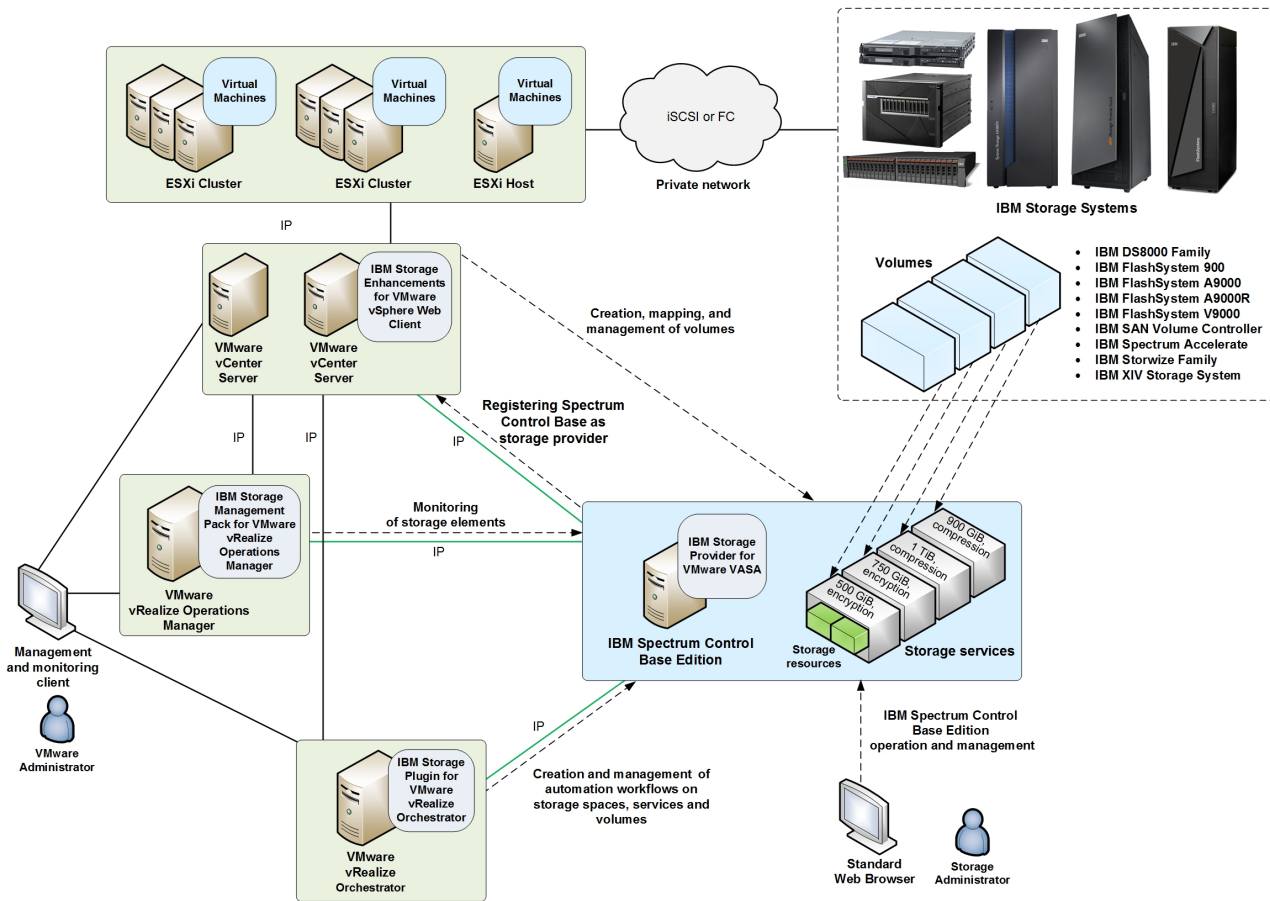 Virtual
Machines
Virtual
Machines
Virtual
Machines
ESXi Cluster
ESXi Cluster
ESXi Host
iSCSI or FC
Private network
IBM Storage Systems
Volumes
• IBM DS8000 Family
• IBM FlashSystem 900
• IBM FlashSystem A9000
• IBM FlashSystem A9000R
• IBM FlashSystem V9000
• IBM SAN Volume Controller
• IBM Spectrum Accelerate
• IBM Storwize Family
• IBM XIV Storage System
IP
IBM Storage
Enhancements
for VMware
vSphere Web
Client
VMware
vCenter
Server
VMware
vCenter
Server
Creation, mapping, and
management of volumes
Registering Spectrum
Control Base as
storage provider
IP
IP
IP
IBM Storage
Management
Pack for VMware
vRealize
Operations
Manager
VMware
vRealize Operations
Manager
Monitoring
of storage elements
IP
IBM Storage
Provider for
VMware VASA
IBM Spectrum Control
Base Edition
900 GiB,
compression
1 TiB,
compression
750 GiB,
encryption
500 GiB,
encryption
Storage
resources
Storage services
Management
and monitoring
client
VMware
Administrator
IP
IBM Storage
Plugin for
VMware
vRealize
Orchestrator
VMware
vRealize
Orchestrator
Creation and management of
automation workflows on
storage spaces, services and
volumes
IBM Spectrum Control
Base Edition
operation and management
Standard
Web Browser
Storage
Administrator